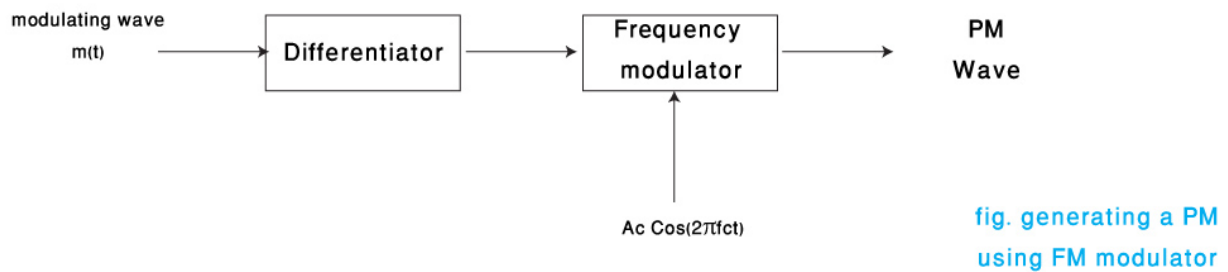 modulating wave
m(t)
Differentiator
Frequency
modulator
PM
Wave
Ac Cos(2πfct)
fig. generating a PM
using FM modulator